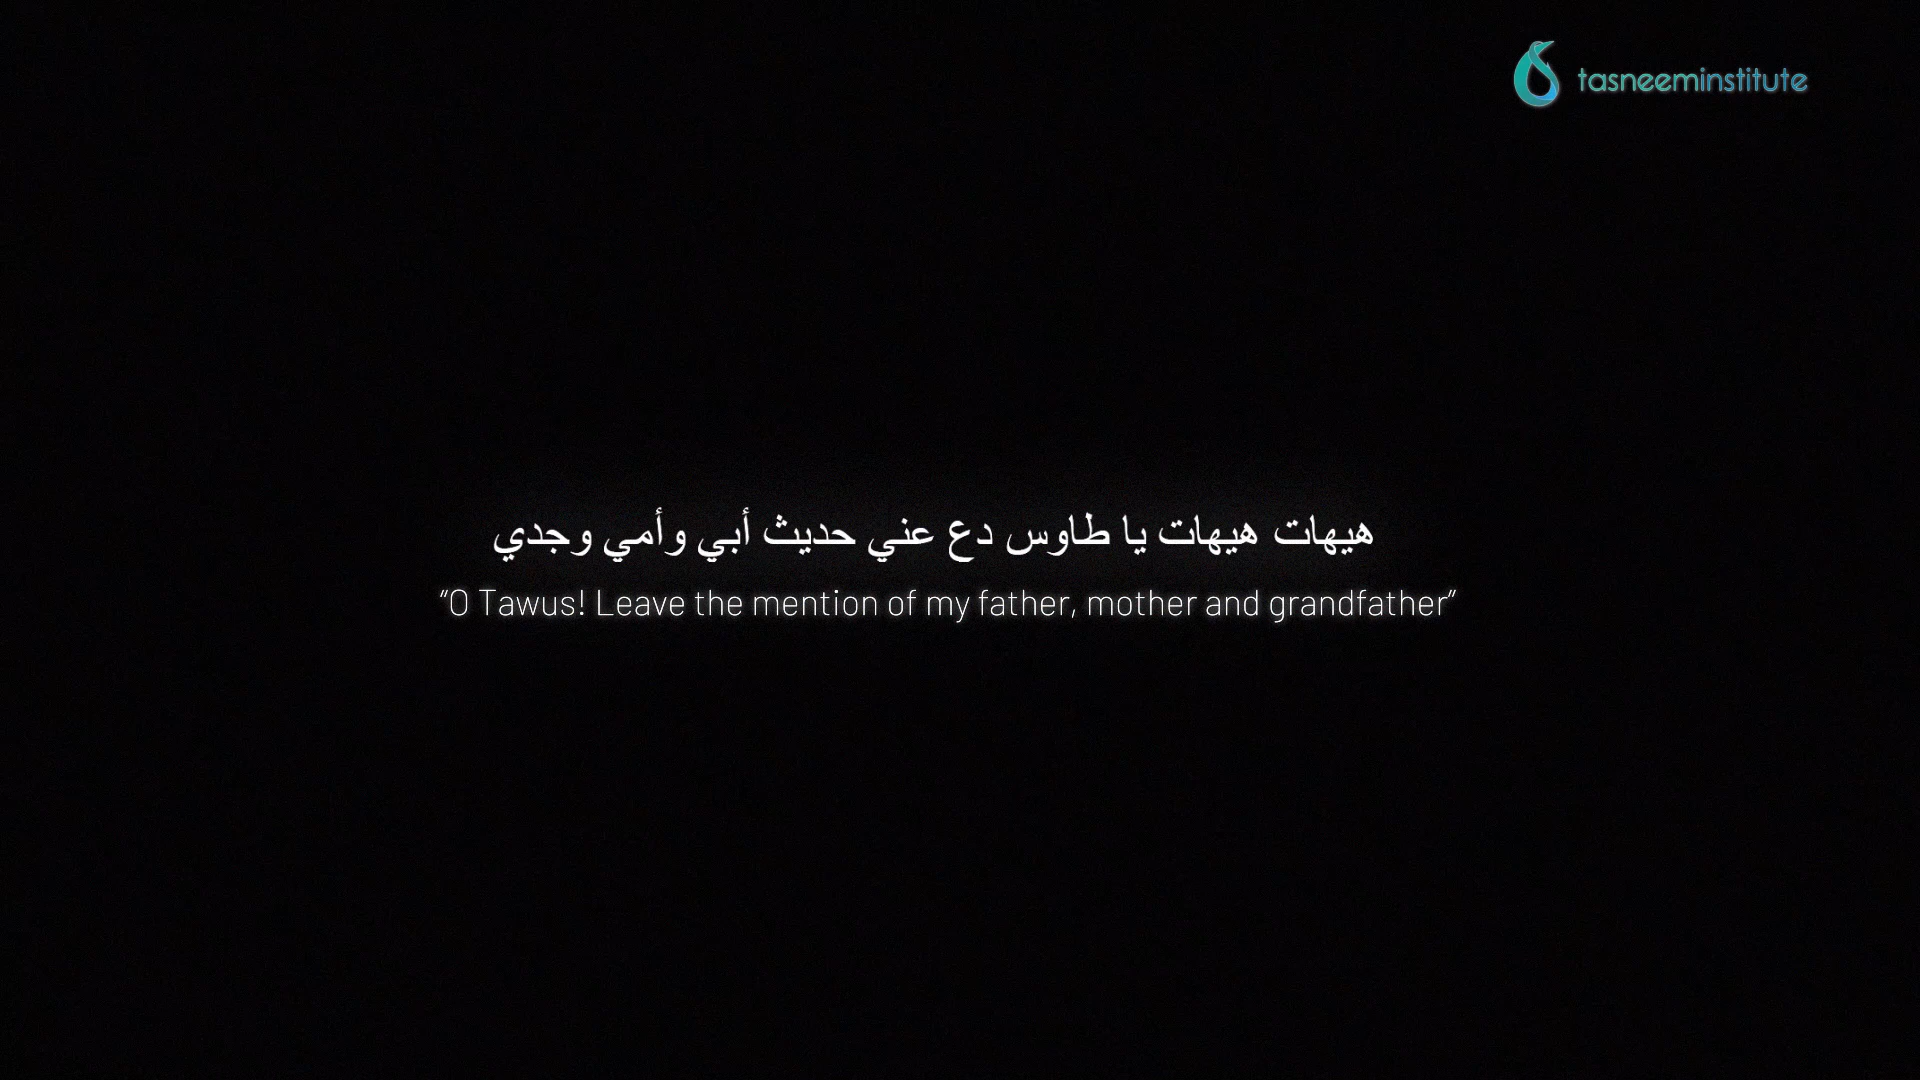 tasneeminstitute
هيهات هيهات يا طاوس دع عني حديث أبي وأمي وجدي
“O Tawus! Leave the mention of my father, mother and grandfather”